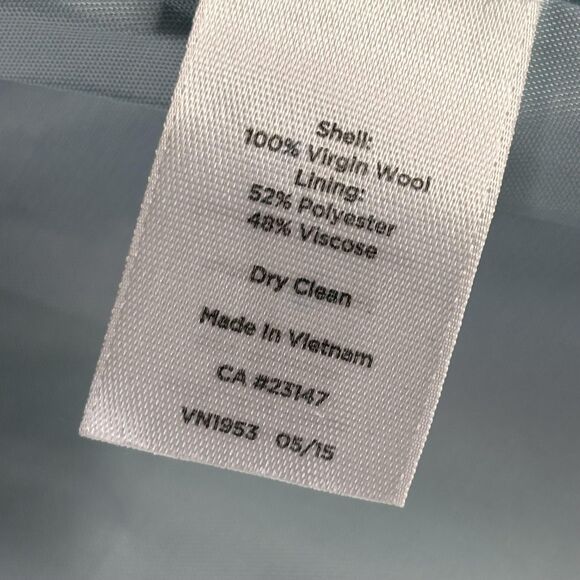 Shell:
100% Virgin Wool
Lining:
52% Polyester
48% Viscose
Dry Clean
Made In Vietnam
CA #23147
VN1953 05/15